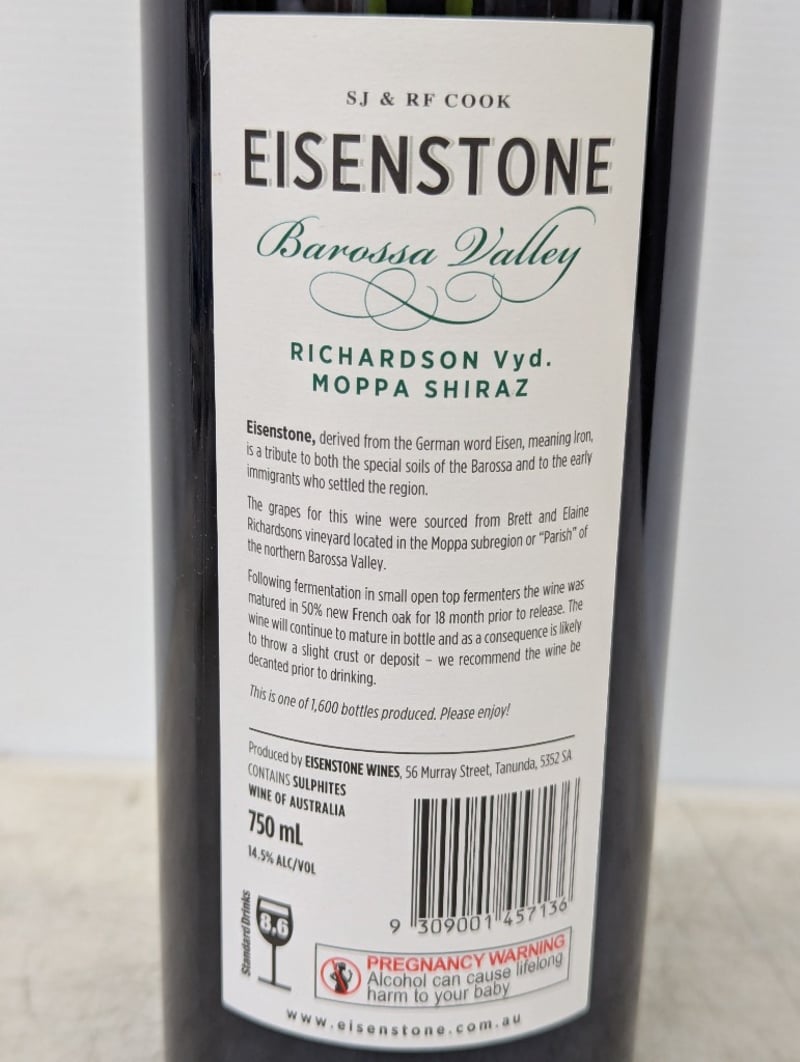 SJ & RF COOK
EISENSTONE
Barossa Valley
RICHARDSON Vyd.
MOPPA SHIRAZ
Eisenstone, derived from the German word Eisen, meaning Iron,
is a tribute to both the special soils of the Barossa and to the early
immigrants who settled the region.
The grapes for this wine were sourced from Brett and Elaine
Richardsons vineyard located in the Moppa subregion or “Parish” of
the northern Barossa Valley.
Following fermentation in small open top fermenters the wine was
matured in 50% new French oak for 18 month prior to release. The
wine will continue to mature in bottle and as a consequence is likely
to throw a slight crust or deposit – we recommend the wine be
decanted prior to drinking.
This is one of 1,600 bottles produced. Please enjoy!
Produced by EISENSTONE WINES, 56 Murray Street, Tanunda, 5352 SA
CONTAINS SULPHITES
WINE OF AUSTRALIA
750 mL
14.5% ALC/VOL
9 309001 457136
Standard Drinks
8.6
PREGNANCY WARNING
Alcohol can cause lifelong
harm to your baby
www.eisenstone.com.au